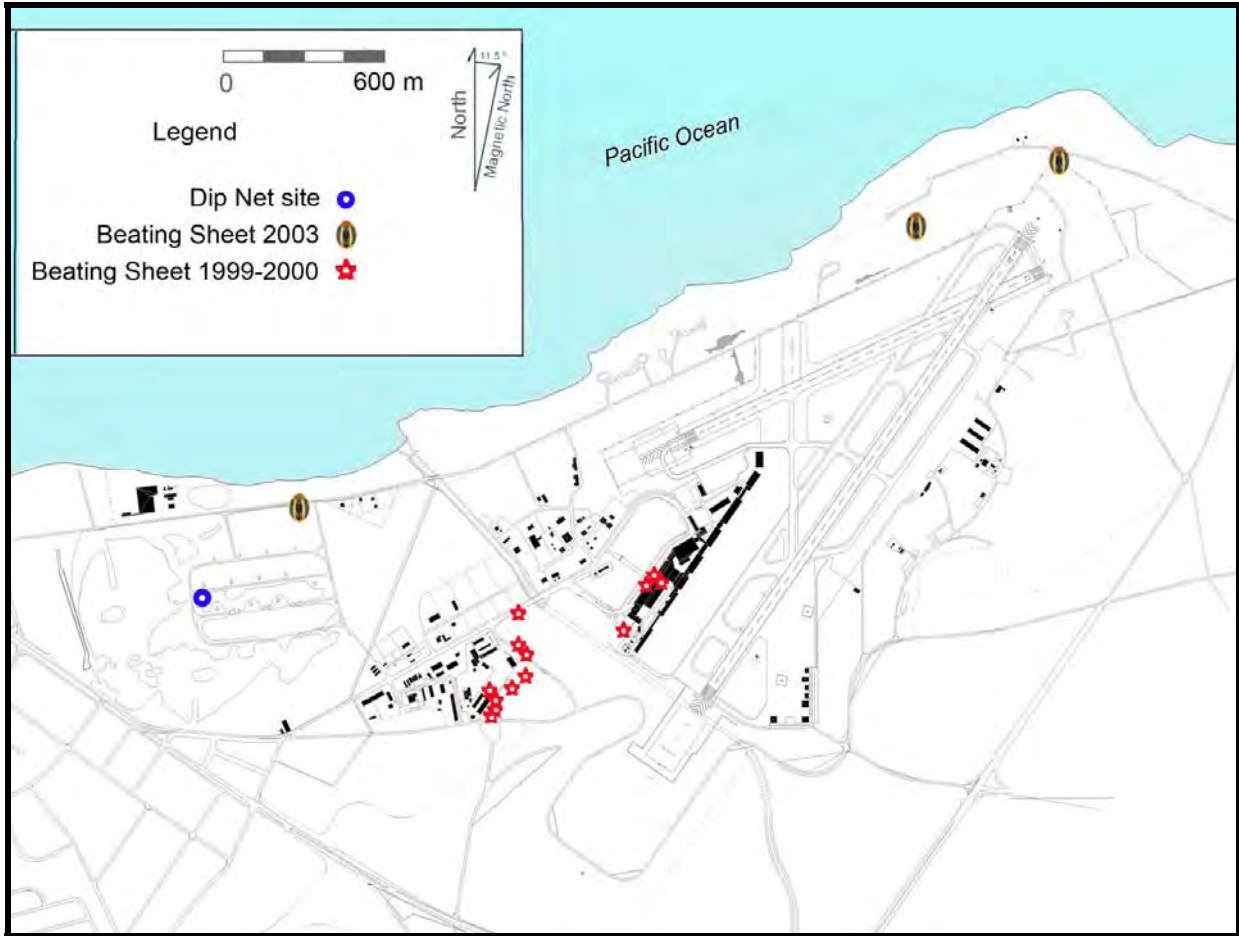 11.5°
0
600 m
North
Magnetic North
Legend
Pacific Ocean
Dip Net site
Beating Sheet 2003
Beating Sheet 1999-2000